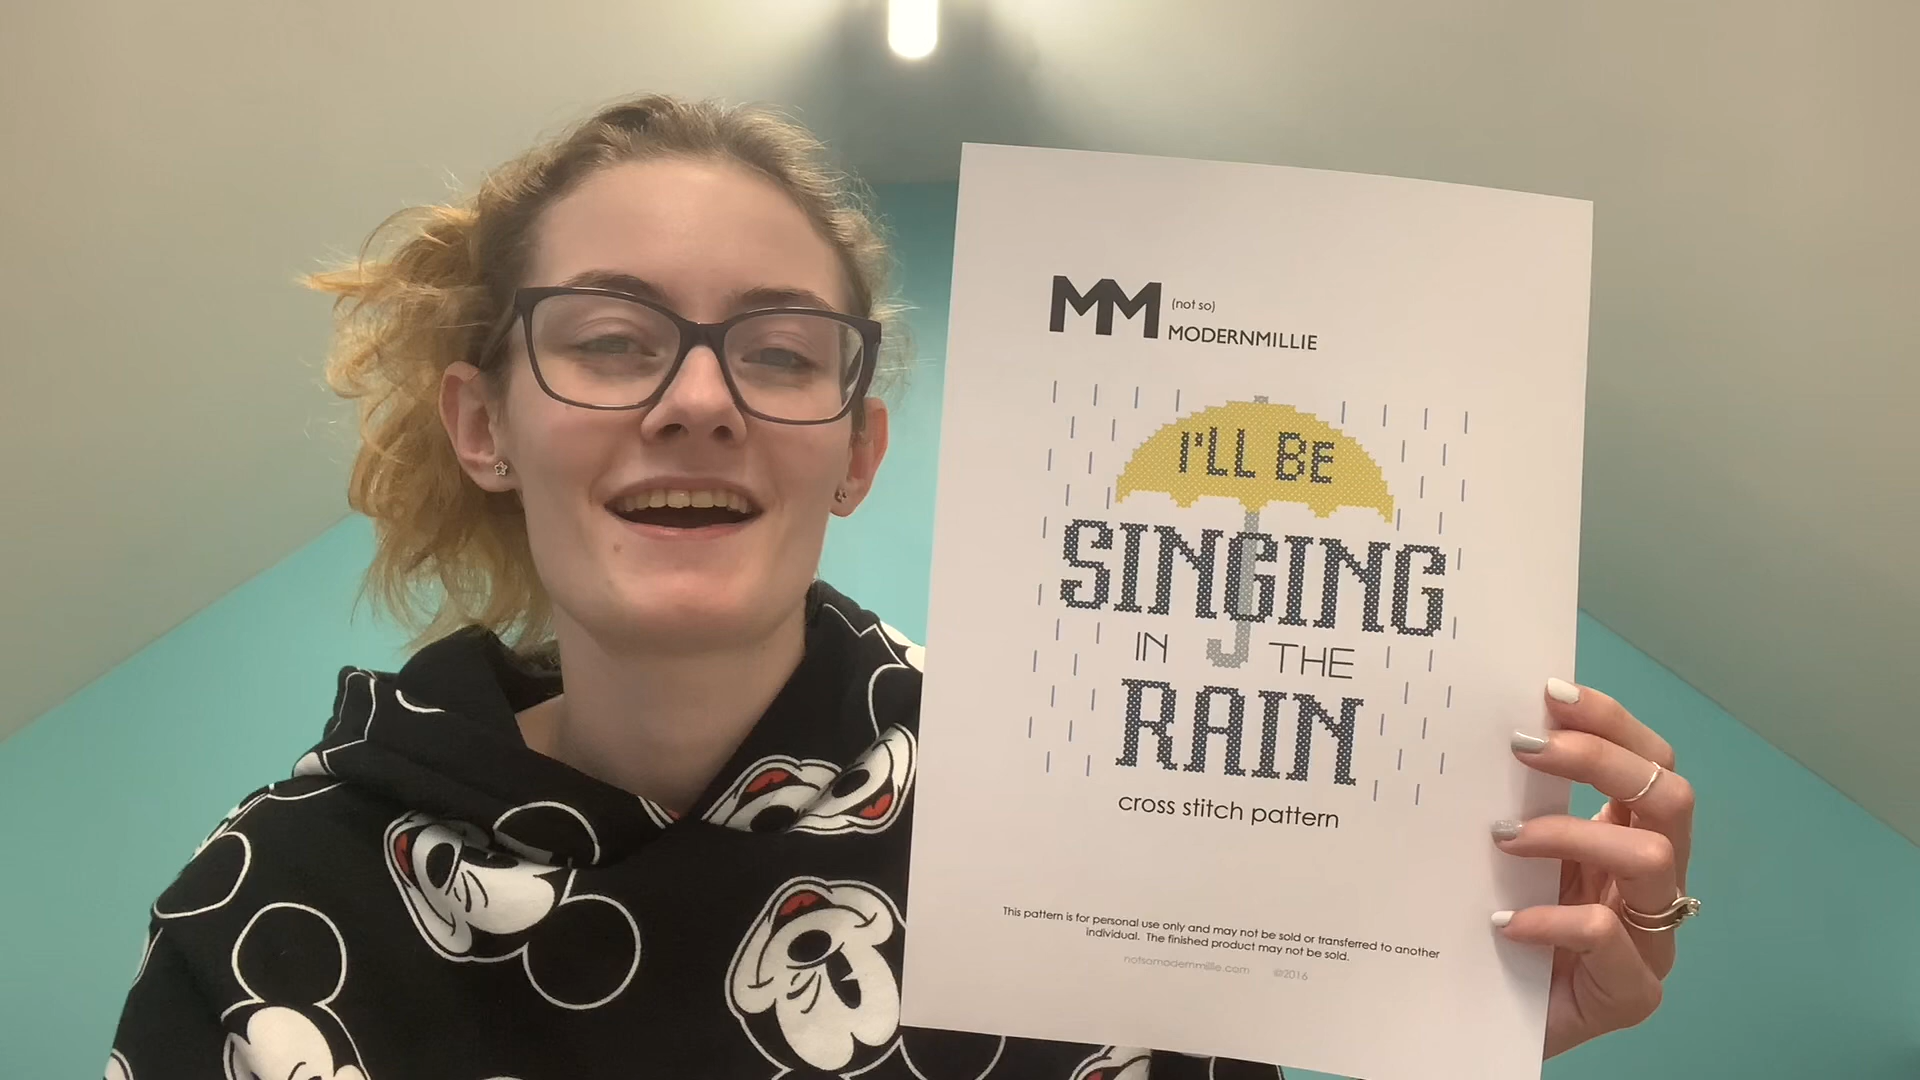 MM (not so)
MODERNMILLIE
I'LL BE
SINGING
IN THE
RAIN
cross stitch pattern
This pattern is for personal use only and may not be sold or transferred to another
individual. The finished product may not be sold.
notsomodernmillie.com ©2016